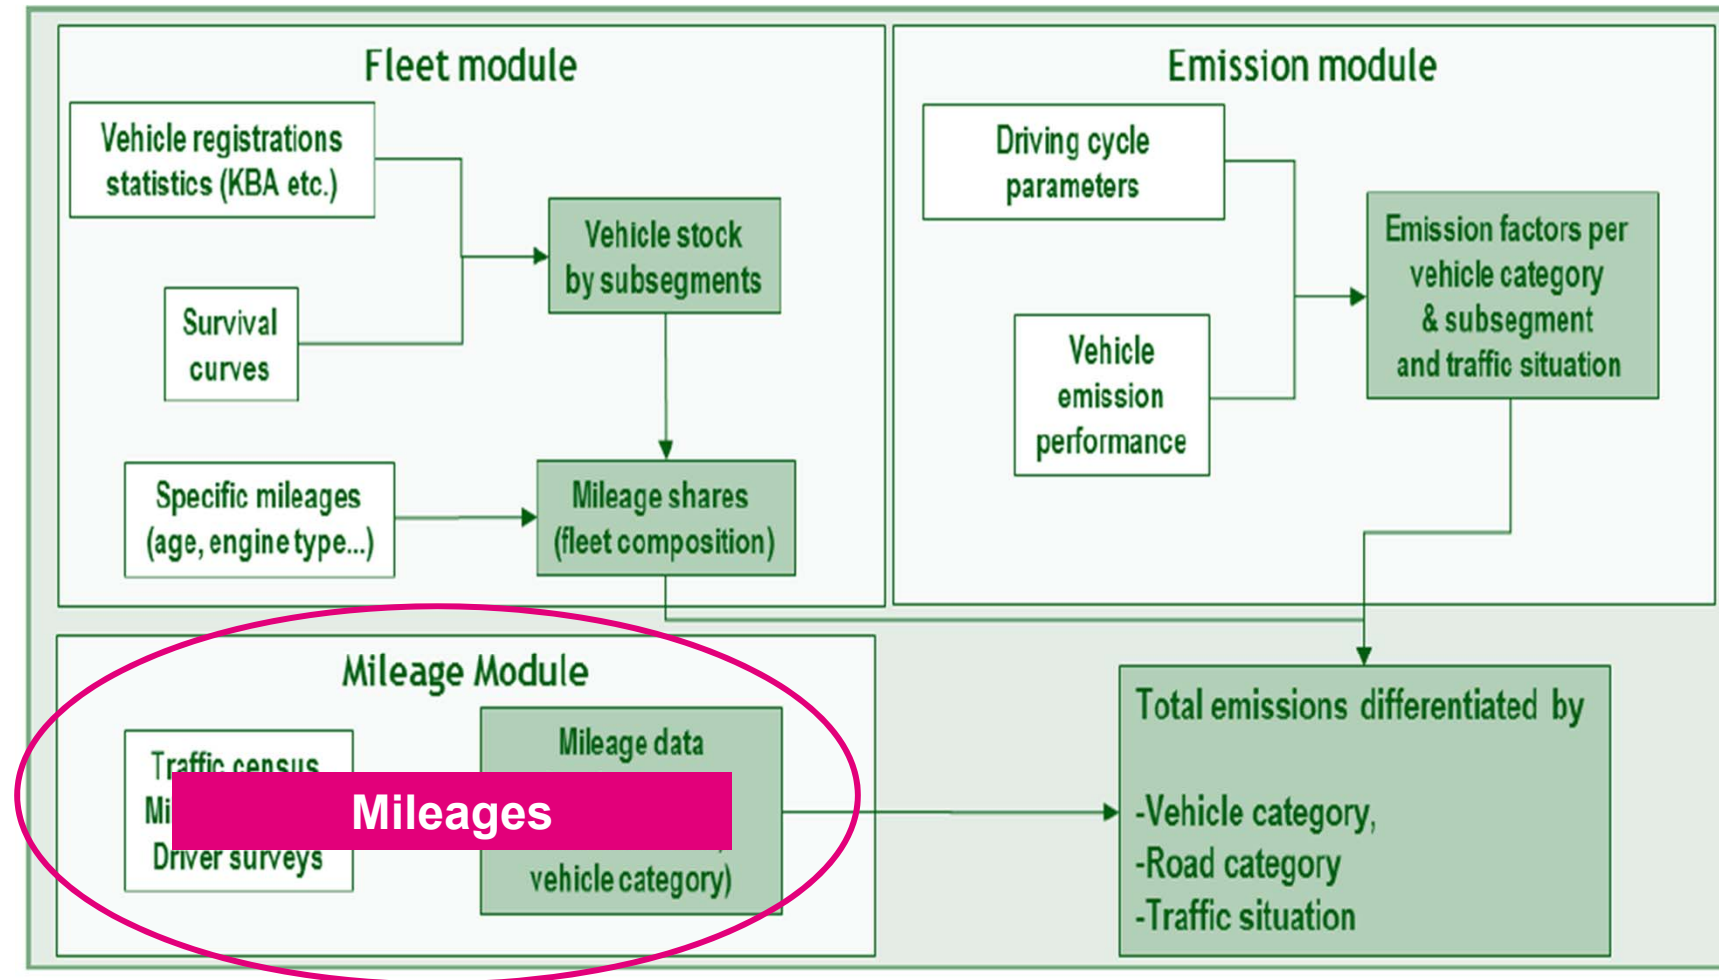 Fleet module
Vehicle registrations
statistics (KBA etc.)
Survival
curves
Vehicle stock
by subsegments
Specific mileages
(age, engine type...)
Mileage shares
(fleet composition)
Emission module
Driving cycle
parameters
Vehicle
emission
performance
Emission factors per
vehicle category
& subsegment
and traffic situation
Mileage Module
Traffic census
Driver surveys
Mileage data
vehicle category)
Mileages
Total emissions differentiated by
-Vehicle category,
-Road category
-Traffic situation